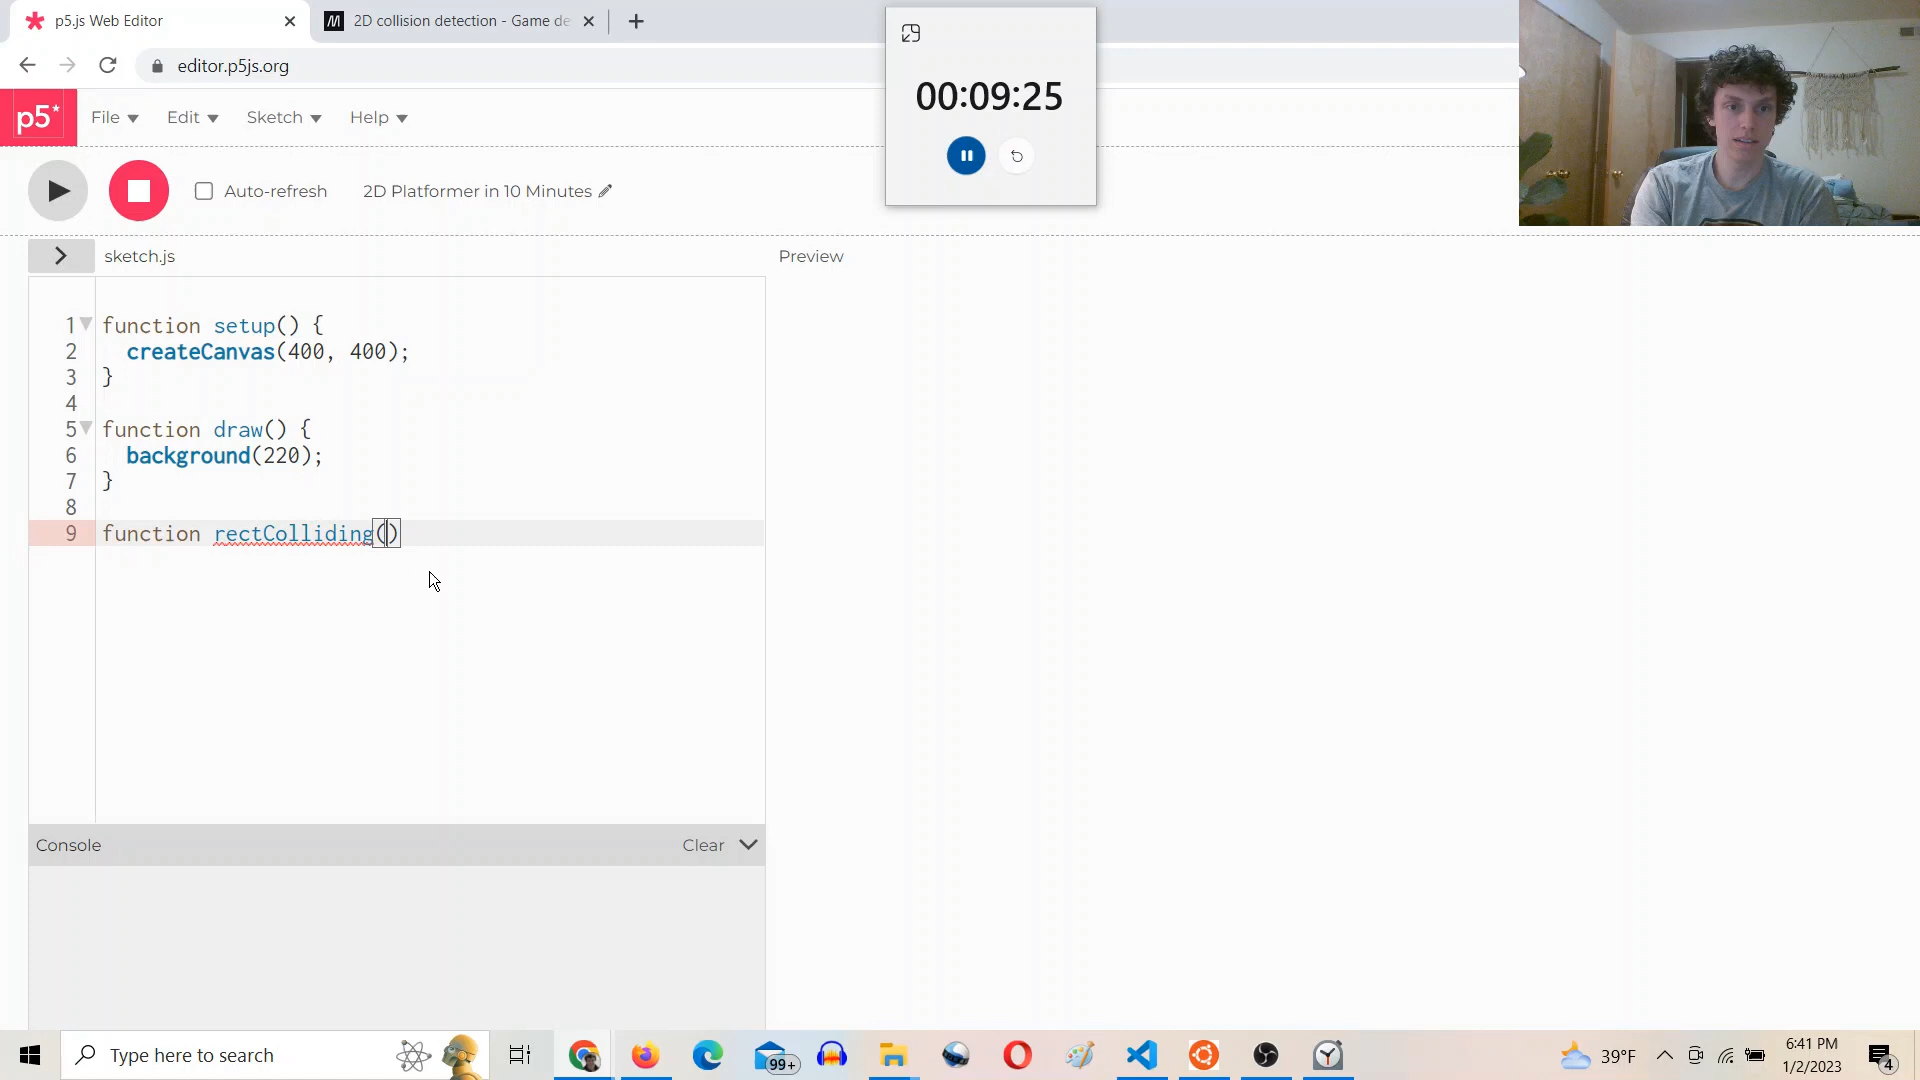 p5.js Web Editor
2D collision detection - Game de
editor.p5js.org
00:09:25
p5*
File
Edit
Sketch
Help
Auto-refresh
2D Platformer in 10 Minutes
sketch.js
Preview
1 function setup() {
2 createCanvas(400, 400);
3 }
4
5 function draw() {
6 background(220);
7 }
8
9 function rectColliding()
Console
Clear
Type here to search
99+
39°F
6:41 PM
1/2/2023
4